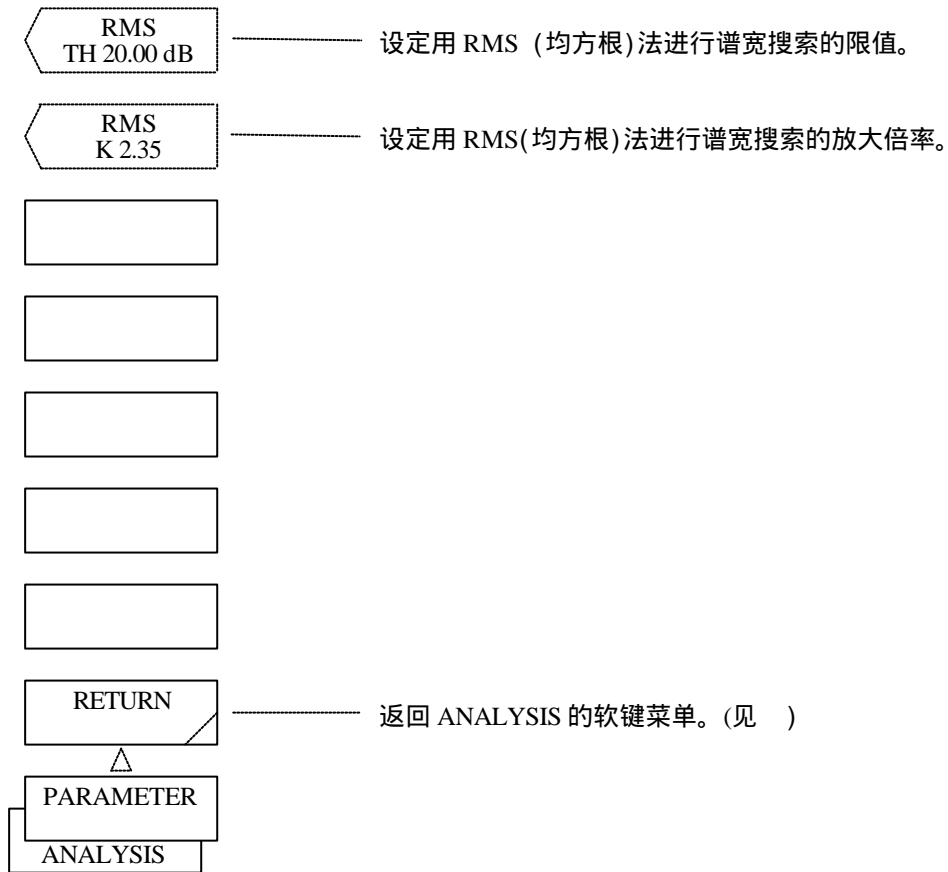 RMS
TH 20.00 dB
设定用 RMS (均方根)法进行谱宽搜索的限值。
RMS
K 2.35
设定用 RMS(均方根)法进行谱宽搜索的放大倍率。
RETURN
返回 ANALYSIS 的软键菜单。(见 )
PARAMETER
ANALYSIS